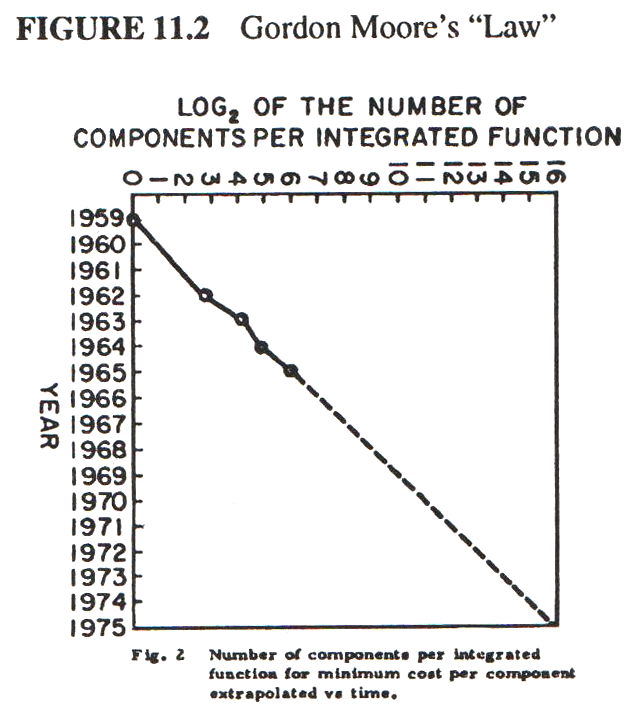 FIGURE 11.2 Gordon Moore's “Law”
LOG₂ OF THE NUMBER OF
COMPONENTS PER INTEGRATED FUNCTION
0 1 2 3 4 5 6 7 8 9 10 11 12 13 14 15 16
1959
1960
1961
1962
1963
1964
1965
1966
1967
1968
1969
1970
1971
1972
1973
1974
1975
YEAR
Fig. 2 Number of components per integrated
function for minimum cost per component
extrapolated vs time.